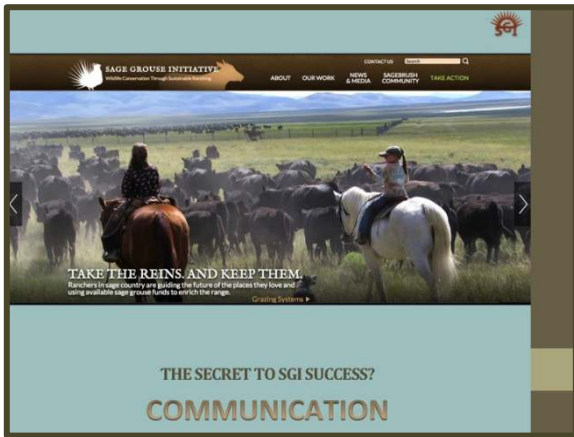 SGI
CONTACT US Search
SAGE GROUSE INITIATIVE
Wildlife Conservation Through Sustainable Ranching
ABOUT OUR WORK NEWS & MEDIA SAGEBRUSH COMMUNITY TAKE ACTION
TAKE THE REINS. AND KEEP THEM.
Ranchers in sage country are guiding the future of the places they love and
using available sage grouse funds to enrich the range.
Grazing Systems
THE SECRET TO SGI SUCCESS?
COMMUNICATION